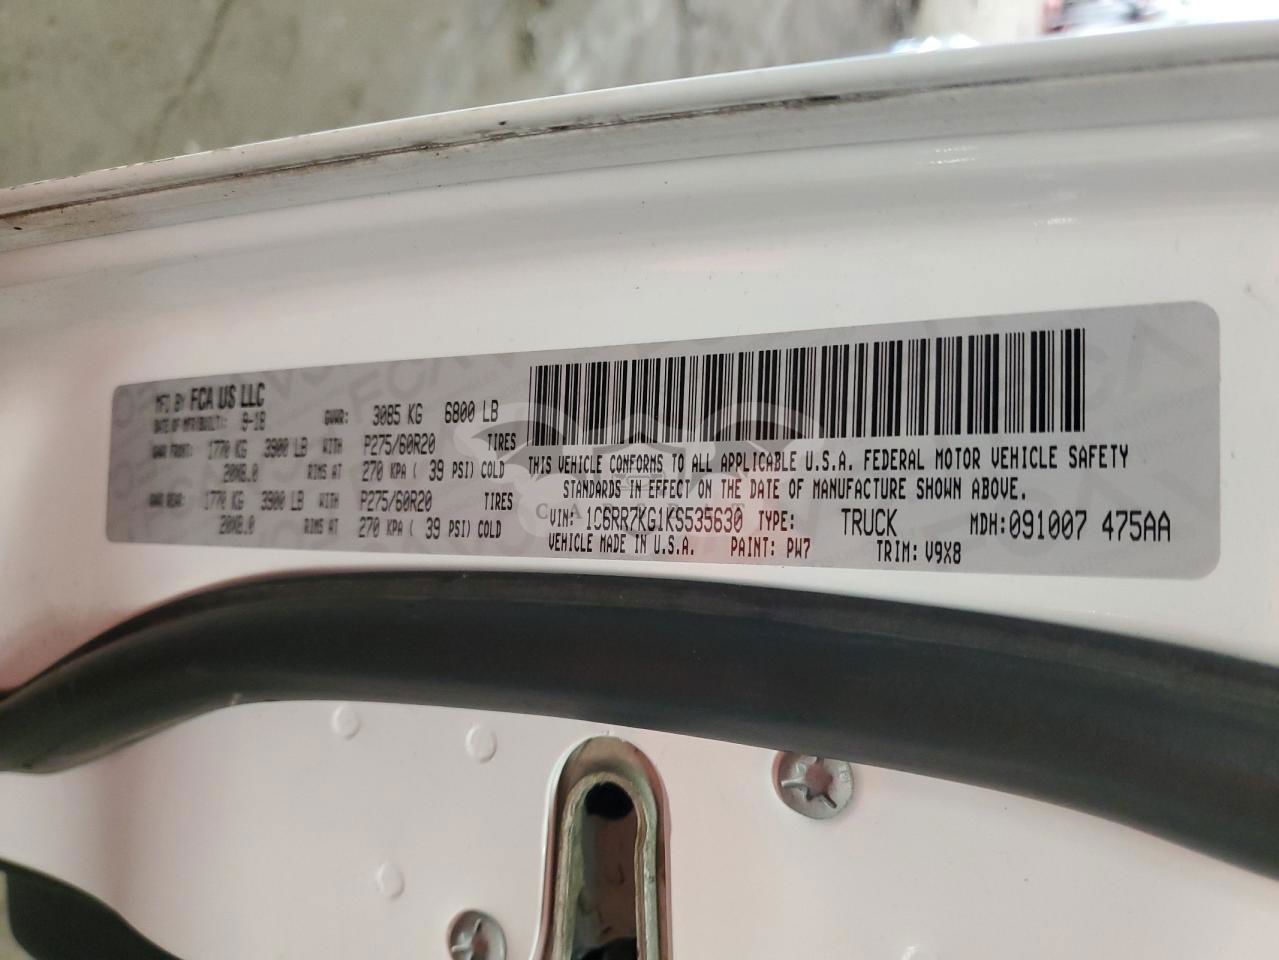 MFD BY FCA US LLC
DATE OF MFR/BUILT: 9-18 GVWR: 3085 KG 6800 LB
GAWR FRONT: 1770 KG 3900 LB WITH P275/60R20 TIRES
20X8.0 RIMS AT 270 KPA ( 39 PSI) COLD
GAWR REAR: 1770 KG 3900 LB WITH P275/60R20 TIRES
20X8.0 RIMS AT 270 KPA ( 39 PSI) COLD
THIS VEHICLE CONFORMS TO ALL APPLICABLE U.S.A. FEDERAL MOTOR VEHICLE SAFETY
STANDARDS IN EFFECT ON THE DATE OF MANUFACTURE SHOWN ABOVE.
VIN: 1C6RR7KG1KS535630 TYPE: TRUCK MDH:091007 475AA
VEHICLE MADE IN U.S.A. PAINT: PW7 TRIM: V9X8